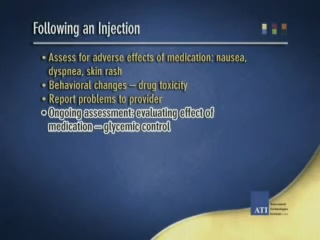 Following an Injection
• Assess for adverse effects of medication: nausea,
dyspnea, skin rash
• Behavioral changes – drug toxicity
• Report problems to provider
• Ongoing assessment: evaluating effect of
medication – glycemic control
ATI